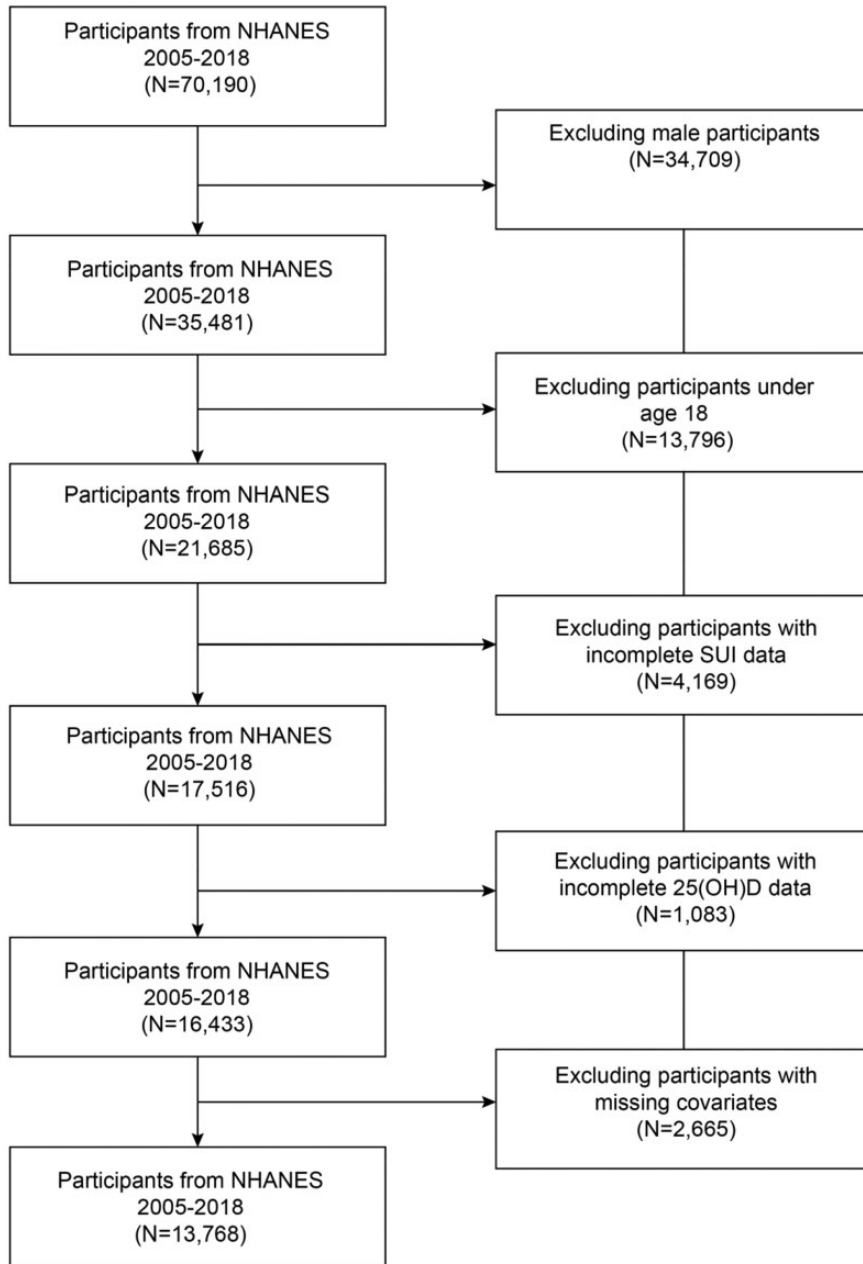 Participants from NHANES
2005-2018
(N=70,190)
Excluding male participants
(N=34,709)
Participants from NHANES
2005-2018
(N=35,481)
Excluding participants under
age 18
(N=13,796)
Participants from NHANES
2005-2018
(N=21,685)
Excluding participants with
incomplete SUI data
(N=4,169)
Participants from NHANES
2005-2018
(N=17,516)
Excluding participants with
incomplete 25(OH)D data
(N=1,083)
Participants from NHANES
2005-2018
(N=16,433)
Excluding participants with
missing covariates
(N=2,665)
Participants from NHANES
2005-2018
(N=13,768)